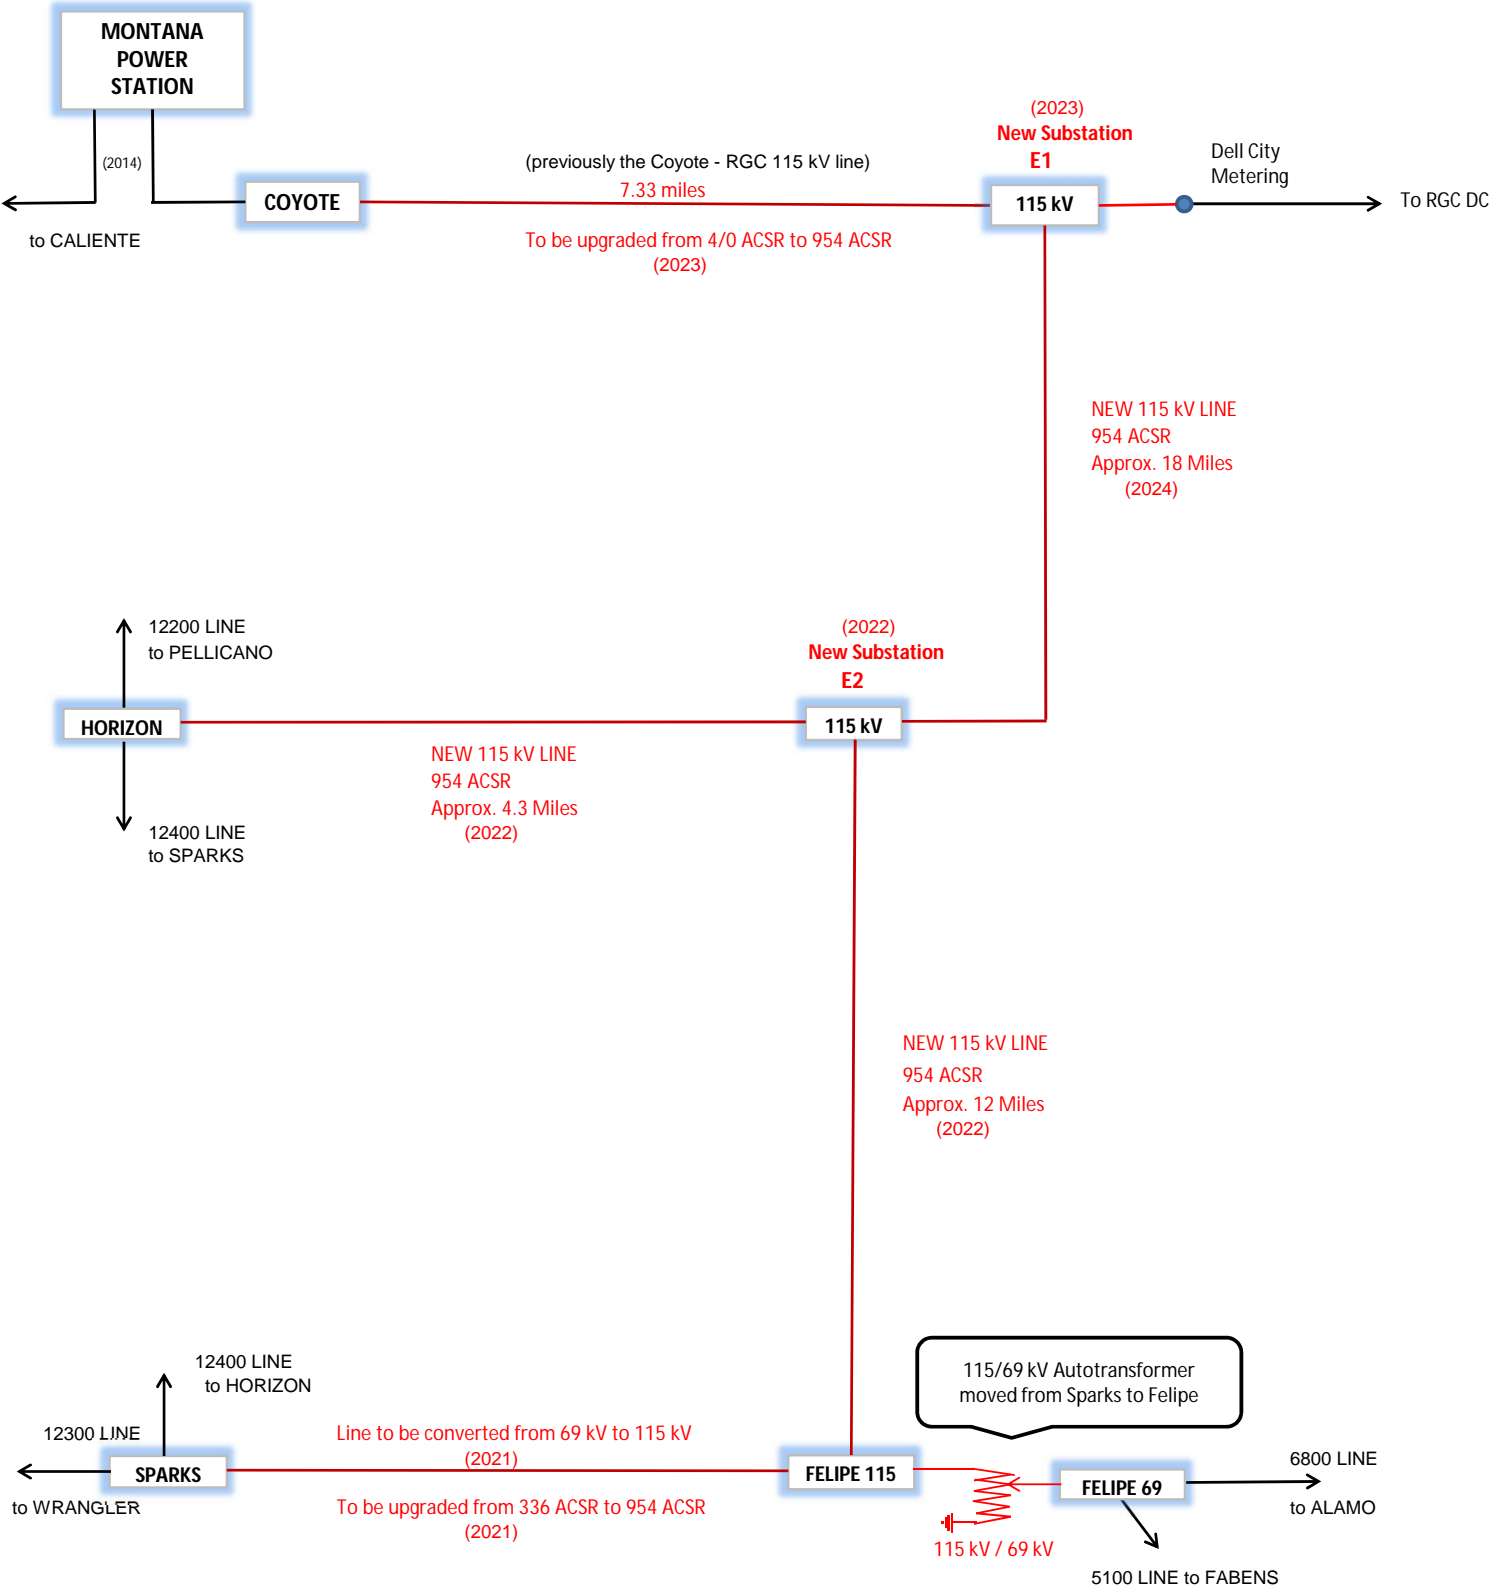 MONTANA
POWER
STATION
(2014)
to CALIENTE
COYOTE
(previously the Coyote - RGC 115 kV line)
7.33 miles
To be upgraded from 4/0 ACSR to 954 ACSR
(2023)
(2023)
New Substation
E1
115 kV
Dell City
Metering
To RGC DC
NEW 115 kV LINE
954 ACSR
Approx. 18 Miles
(2024)
12200 LINE
to PELLICANO
HORIZON
12400 LINE
to SPARKS
NEW 115 kV LINE
954 ACSR
Approx. 4.3 Miles
(2022)
(2022)
New Substation
E2
115 kV
NEW 115 kV LINE
954 ACSR
Approx. 12 Miles
(2022)
12400 LINE
to HORIZON
12300 LINE
SPARKS
to WRANGLER
Line to be converted from 69 kV to 115 kV
(2021)
To be upgraded from 336 ACSR to 954 ACSR
(2021)
FELIPE 115
115/69 kV Autotransformer
moved from Sparks to Felipe
115 kV / 69 kV
FELIPE 69
6800 LINE
to ALAMO
5100 LINE to FABENS